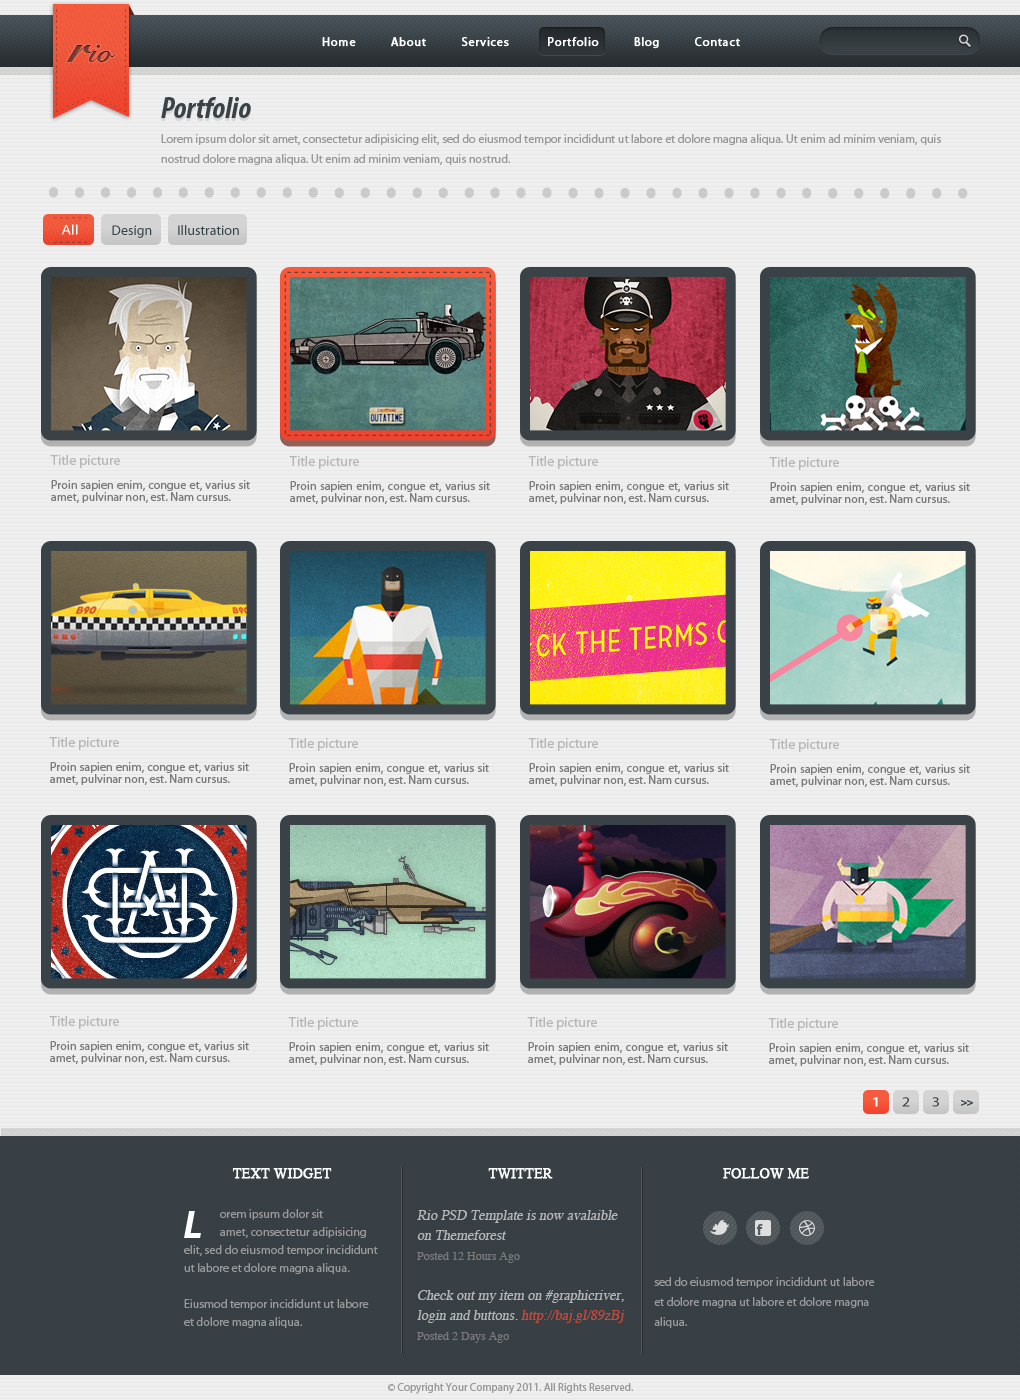 Rio
Home About Services Portfolio Blog Contact
Portfolio
Lorem ipsum dolor sit amet, consectetur adipisicing elit, sed do eiusmod tempor incididunt ut labore et dolore magna aliqua. Ut enim ad minim veniam, quis
nostrud dolore magna aliqua. Ut enim ad minim veniam, quis nostrud.
All Design Illustration
OUTATIME
Title picture
Proin sapien enim, congue et, varius sit
amet, pulvinar non, est. Nam cursus.
Title picture
Proin sapien enim, congue et, varius sit
amet, pulvinar non, est. Nam cursus.
Title picture
Proin sapien enim, congue et, varius sit
amet, pulvinar non, est. Nam cursus.
Title picture
Proin sapien enim, congue et, varius sit
amet, pulvinar non, est. Nam cursus.
B90 B90
CK THE TERMS
Title picture
Proin sapien enim, congue et, varius sit
amet, pulvinar non, est. Nam cursus.
Title picture
Proin sapien enim, congue et, varius sit
amet, pulvinar non, est. Nam cursus.
Title picture
Proin sapien enim, congue et, varius sit
amet, pulvinar non, est. Nam cursus.
Title picture
Proin sapien enim, congue et, varius sit
amet, pulvinar non, est. Nam cursus.
Title picture
Proin sapien enim, congue et, varius sit
amet, pulvinar non, est. Nam cursus.
Title picture
Proin sapien enim, congue et, varius sit
amet, pulvinar non, est. Nam cursus.
Title picture
Proin sapien enim, congue et, varius sit
amet, pulvinar non, est. Nam cursus.
Title picture
Proin sapien enim, congue et, varius sit
amet, pulvinar non, est. Nam cursus.
1 2 3 >>
TEXT WIDGET
Lorem ipsum dolor sit
amet, consectetur adipisicing
elit, sed do eiusmod tempor incididunt
ut labore et dolore magna aliqua.
Eiusmod tempor incididunt ut labore
et dolore magna aliqua.
TWITTER
Rio PSD Template is now avalaible
on Themeforest
Posted 12 Hours Ago
Check out my item on #graphicriver,
login and buttons. http://baj.gl/89zBj
Posted 2 Days Ago
FOLLOW ME
sed do eiusmod tempor incididunt ut labore
et dolore magna ut labore et dolore magna
aliqua.
© Copyright Your Company 2011. All Rights Reserved.